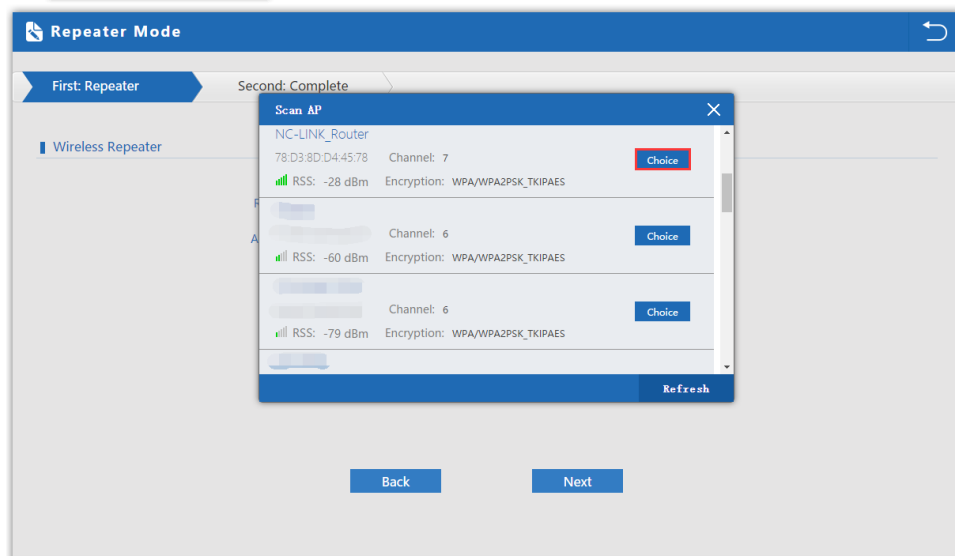 Repeater Mode
First: Repeater
Second: Complete
Scan AP
Wireless Repeater
NC-LINK_Router
78:D3:8D:D4:45:78 Channel: 7
Choice
RSS: -28 dBm Encryption: WPA/WPA2PSK_TKIPAES
Channel: 6
Choice
RSS: -60 dBm Encryption: WPA/WPA2PSK_TKIPAES
Channel: 6
Choice
RSS: -79 dBm Encryption: WPA/WPA2PSK_TKIPAES
Refresh
Back
Next